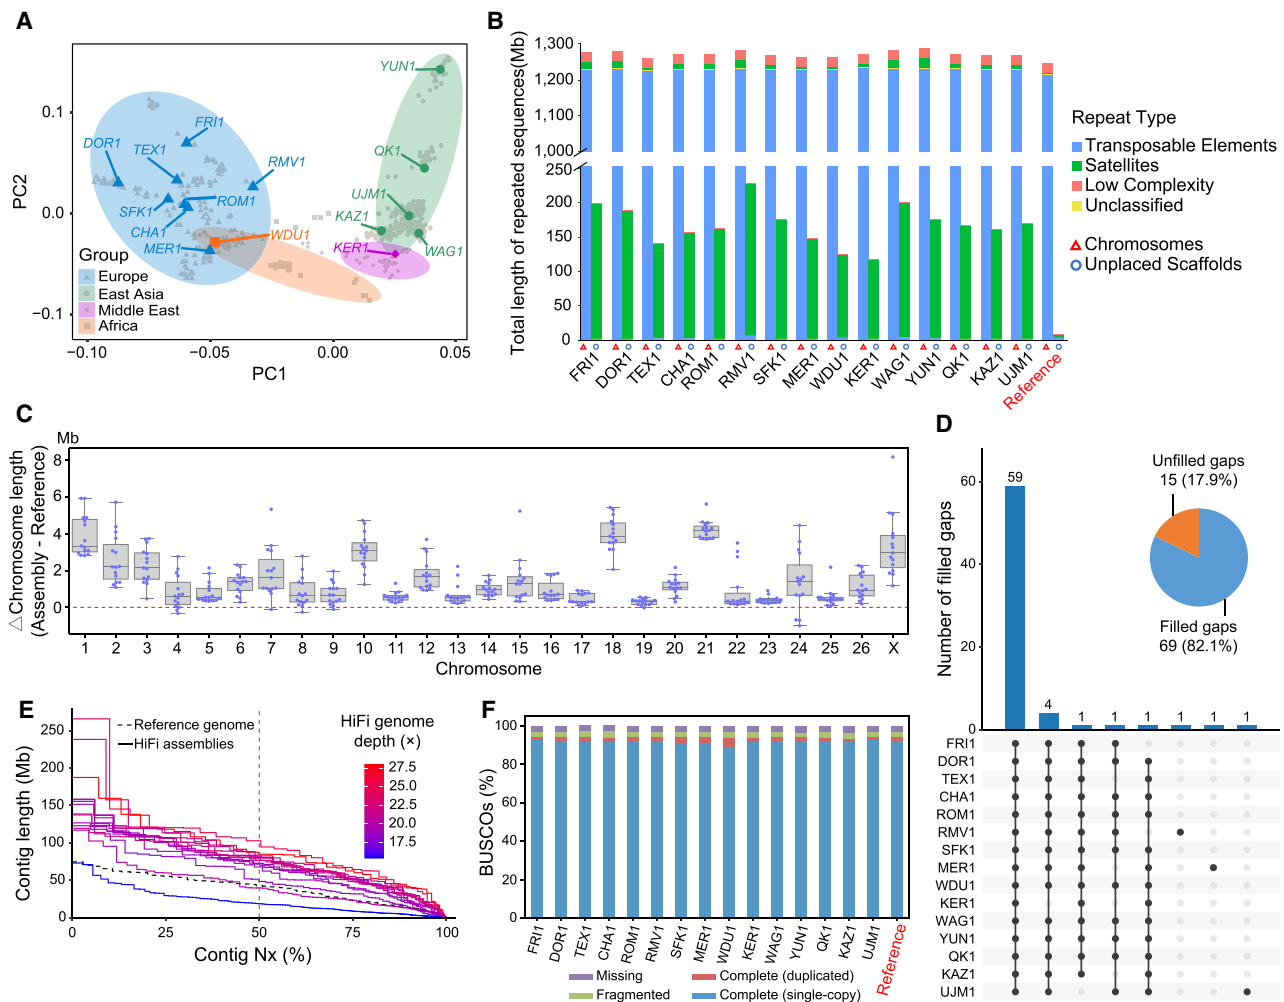 A
PC2
0.1
0.0
−0.1
−0.10
−0.05
0.00
0.05
PC1
YUN1
FRI1
DOR1
TEX1
RMV1
QK1
UJM1
SFK1
ROM1
KAZ1
CHA1
WDU1
MER1
KER1
WAG1
Group
Europe
East Asia
Middle East
Africa
B
Total length of repeated sequences(Mb)
1,300
1,200
1,100
1,000
250
200
150
100
50
0
FRI1
DOR1
TEX1
CHA1
ROM1
RMV1
SFK1
MER1
WDU1
KER1
WAG1
YUN1
QK1
KAZ1
UJM1
Reference
Repeat Type
Transposable Elements
Satellites
Low Complexity
Unclassified
Chromosomes
Unplaced Scaffolds
C
Mb
△Chromosome length
(Assembly - Reference)
8
6
4
2
0
1 2 3 4 5 6 7 8 9 10 11 12 13 14 15 16 17 18 19 20 21 22 23 24 25 26 X
Chromosome
D
Number of filled gaps
60
40
20
0
59
4
1
1
1
1
1
1
Unfilled gaps
15 (17.9%)
Filled gaps
69 (82.1%)
FRI1
DOR1
TEX1
CHA1
ROM1
RMV1
SFK1
MER1
WDU1
KER1
WAG1
YUN1
QK1
KAZ1
UJM1
E
Contig length (Mb)
250
200
150
100
50
0
0
25
50
75
100
Contig Nx (%)
Reference genome
HiFi assemblies
HiFi genome
depth (×)
27.5
25.0
22.5
20.0
17.5
F
BUSCOs (%)
100
80
60
40
20
0
FRI1
DOR1
TEX1
CHA1
ROM1
RMV1
SFK1
MER1
WDU1
KER1
WAG1
YUN1
QK1
KAZ1
UJM1
Reference
Missing
Complete (duplicated)
Fragmented
Complete (single-copy)